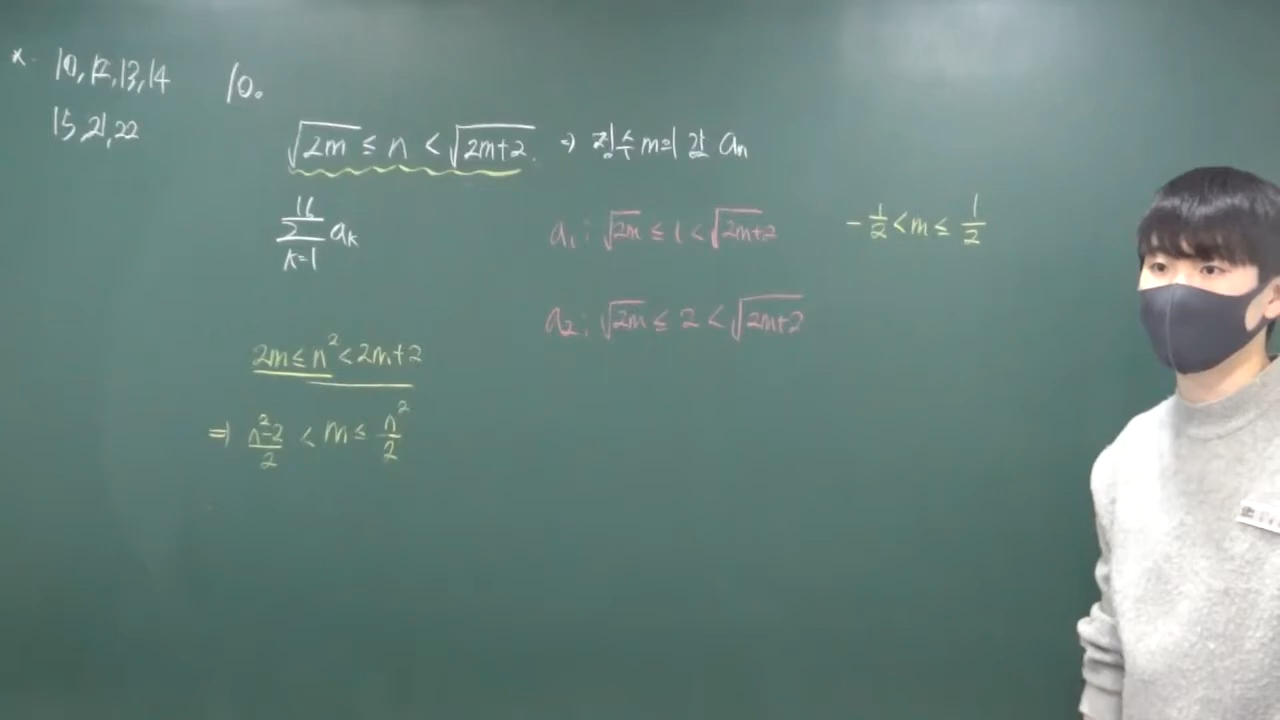 * 10, 12, 13, 14
15, 21, 22
10.
√(2m) ≤ n < √(2m+2). ⇒ 정수 m의 값 aₙ
16
Σ aₖ
k=1
a₁ : √(2m) ≤ 1 < √(2m+2)
-1/2 < m ≤ 1/2
a₂ : √(2m) ≤ 2 < √(2m+2)
2m ≤ n² < 2m+2
⇒ (n²-2)/2 < m ≤ n²/2